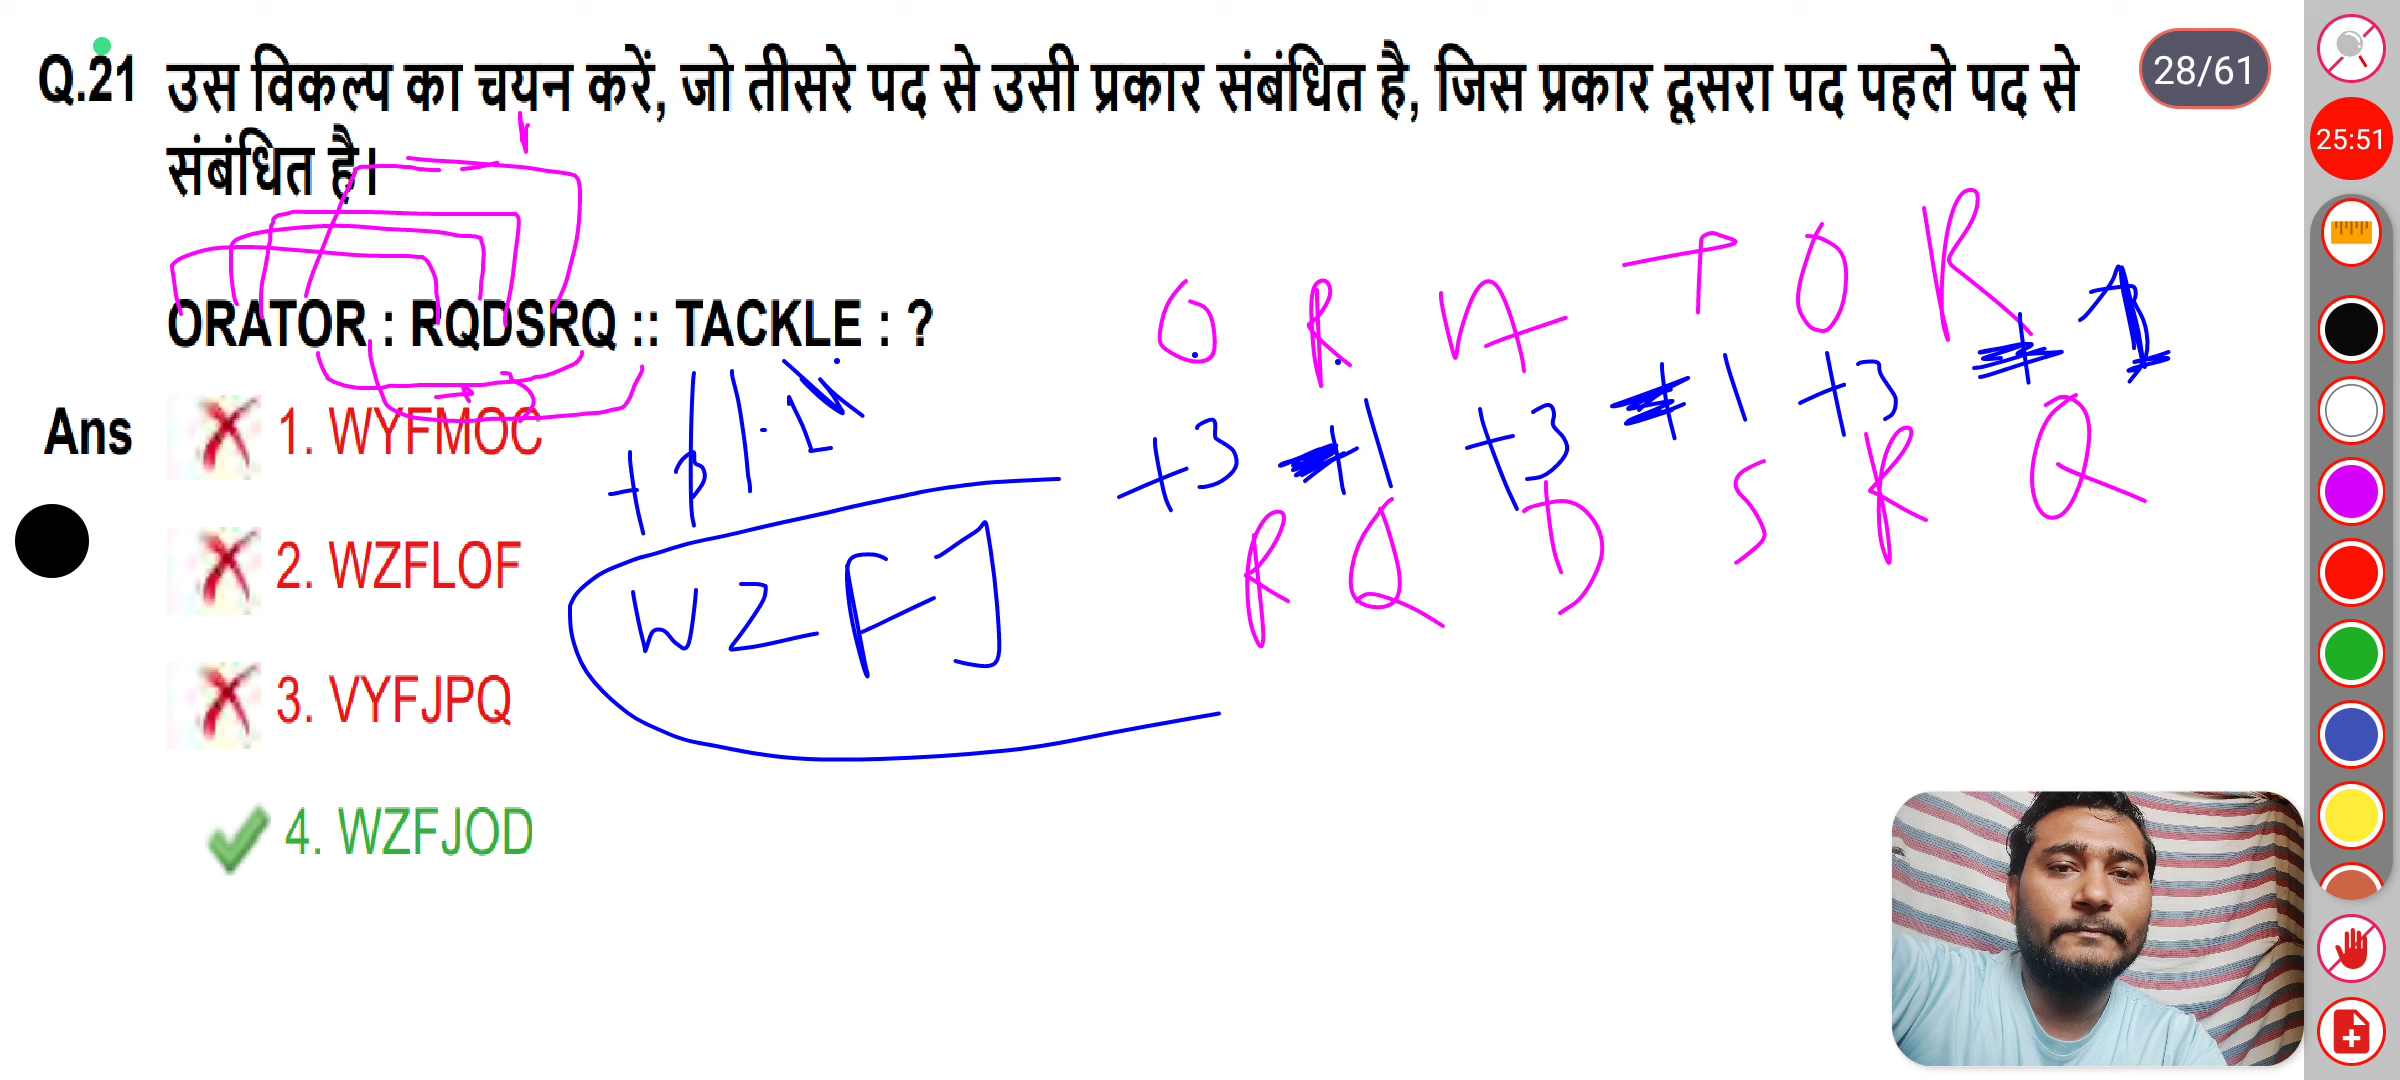 Q.21 उस विकल्प का चयन करें, जो तीसरे पद से उसी प्रकार संबंधित है, जिस प्रकार दूसरा पद पहले पद से
संबंधित है।
28/61
25:51
ORATOR : RQDSRQ :: TACKLE : ?
O R A T O R
+3 1 +3 1 +3 1
R Q D S R Q
Ans 1. WYFMOC
2. WZFLOF
W Z F J
3. VYFJPQ
4. WZFJOD